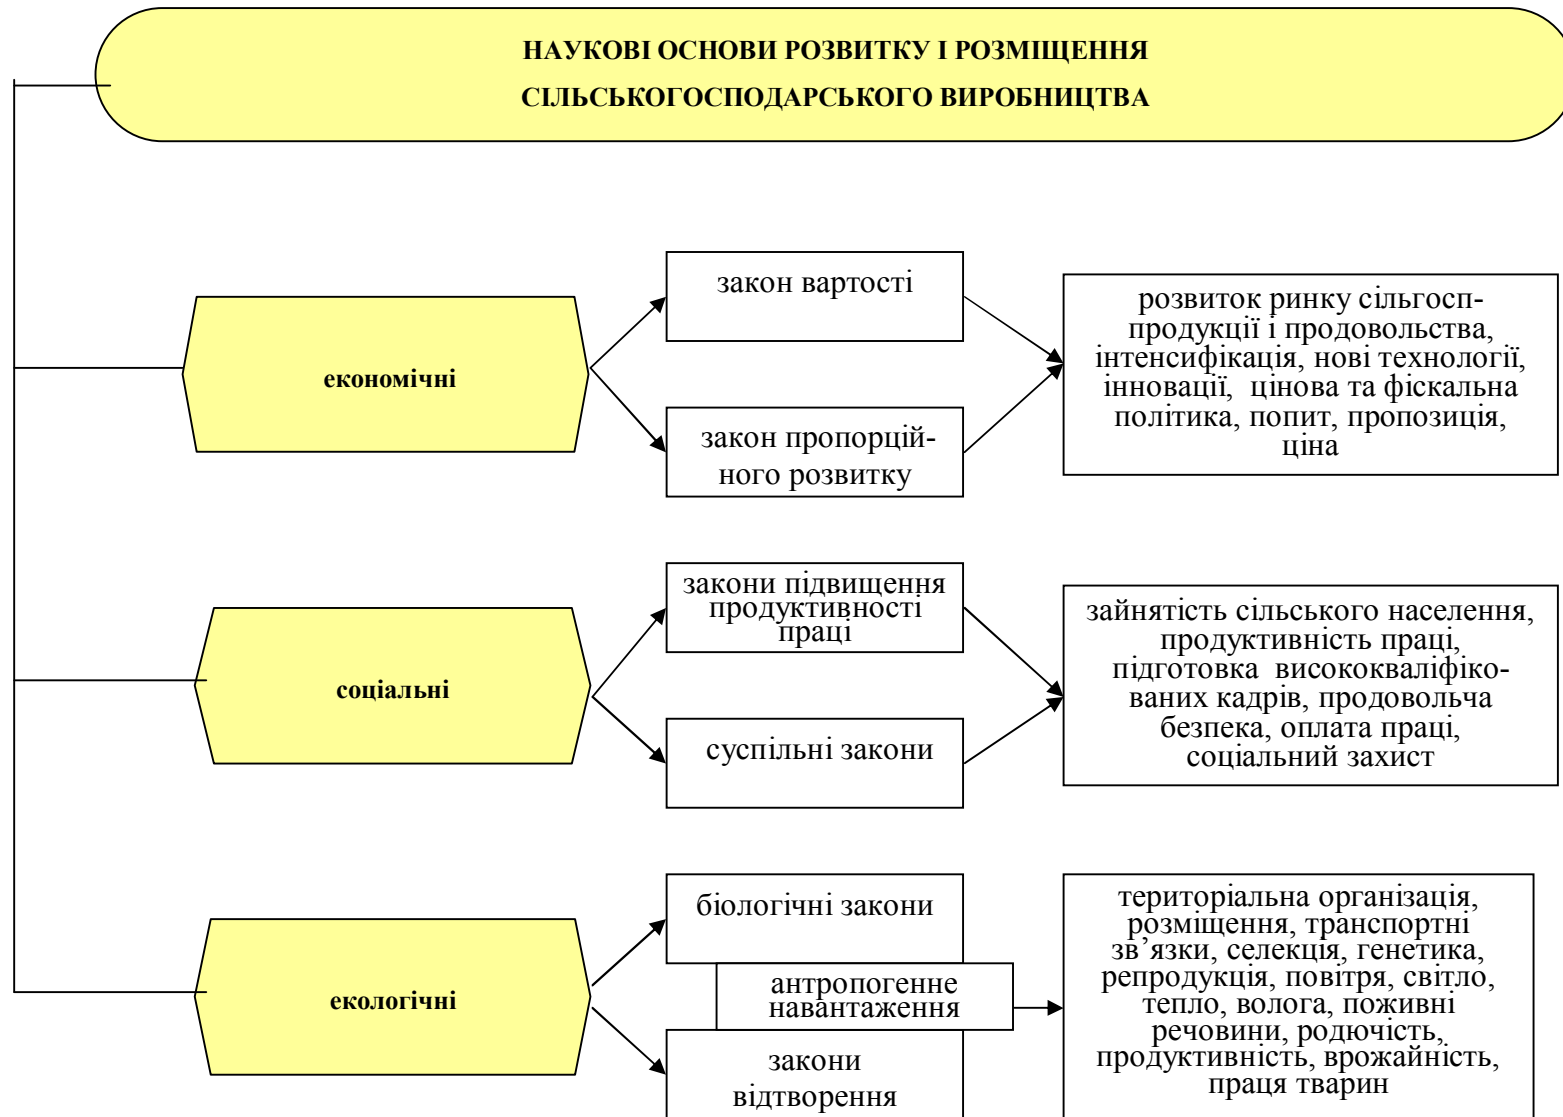 НАУКОВІ ОСНОВИ РОЗВИТКУ І РОЗМІЩЕННЯ
СІЛЬСЬКОГОСПОДАРСЬКОГО ВИРОБНИЦТВА
економічні
закон вартості
закон пропорцій-
ного розвитку
розвиток ринку сільгосп-
продукції і продовольства,
інтенсифікація, нові технології,
інновації, цінова та фіскальна
політика, попит, пропозиція,
ціна
соціальні
закони підвищення
продуктивності
праці
суспільні закони
зайнятість сільського населення,
продуктивність праці,
підготовка висококваліфіко-
ваних кадрів, продовольча
безпека, оплата праці,
соціальний захист
екологічні
біологічні закони
антропогенне
навантаження
закони
відтворення
територіальна організація,
розміщення, транспортні
зв’язки, селекція, генетика,
репродукція, повітря, світло,
тепло, волога, поживні
речовини, родючість,
продуктивність, врожайність,
праця тварин